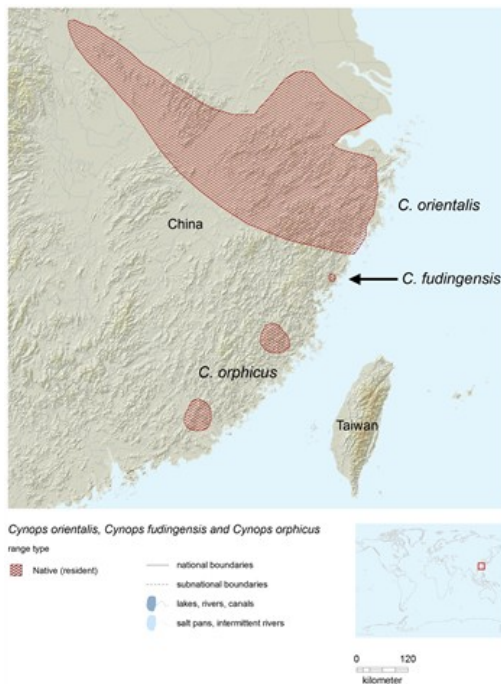 C. orientalis
China
C. fudingensis
C. orphicus
Taiwan
Cynops orientalis, Cynops fudingensis and Cynops orphicus
range type
Native (resident)
national boundaries
subnational boundaries
lakes, rivers, canals
salt pans, intermittent rivers
0 120
kilometer